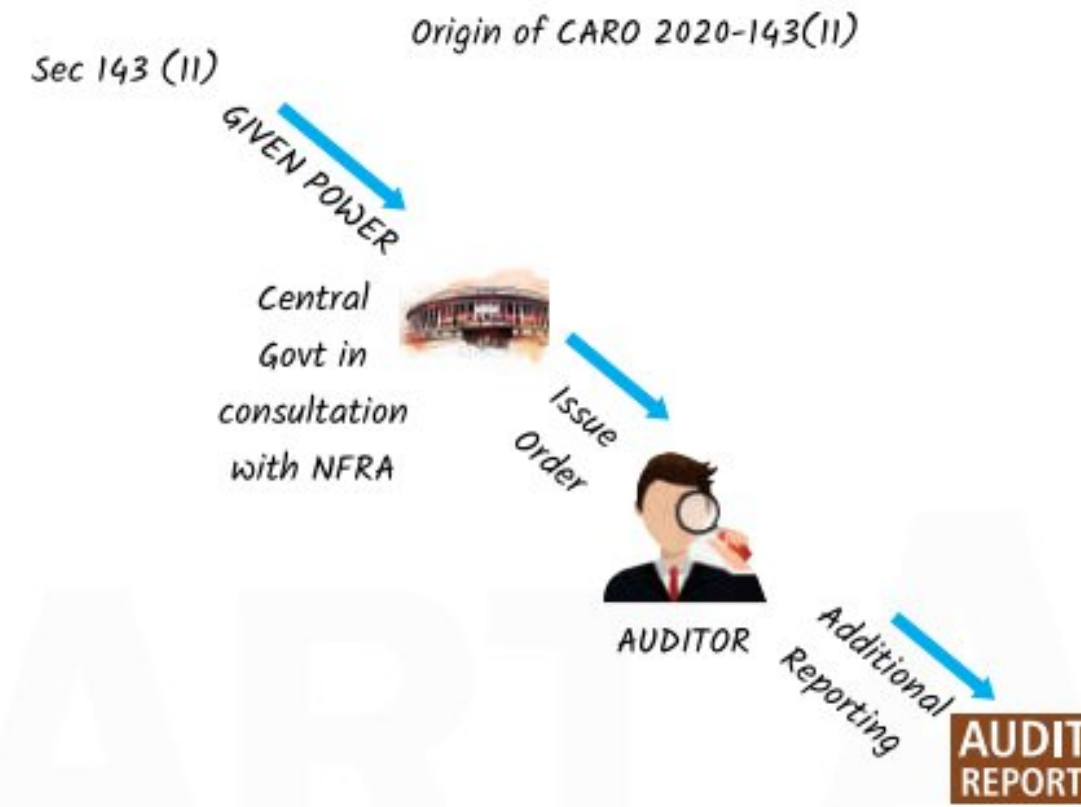 Origin of CARO 2020-143(11)
Sec 143 (11)
GIVEN POWER
Central
Govt in
consultation
with NFRA
Issue
Order
AUDITOR
Additional
Reporting
AUDIT
REPORT
ART